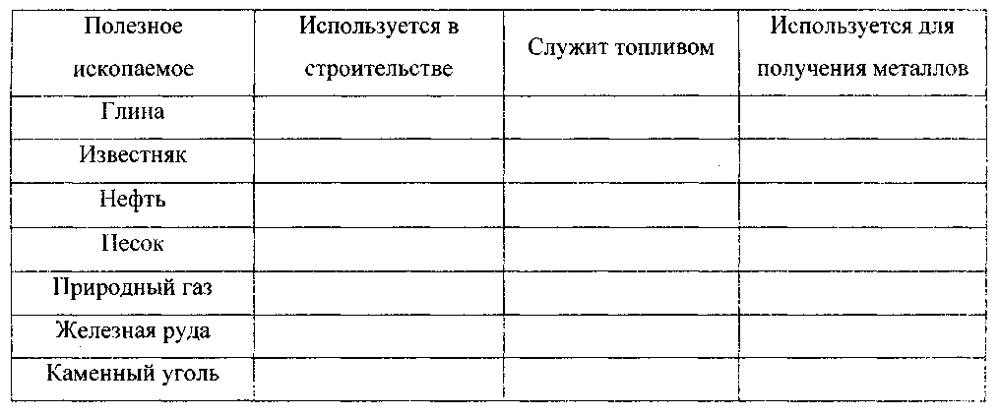 Полезное
ископаемое
Используется в
строительстве
Служит топливом
Используется для
получения металлов
Глина
Известняк
Нефть
Песок
Природный газ
Железная руда
Каменный уголь